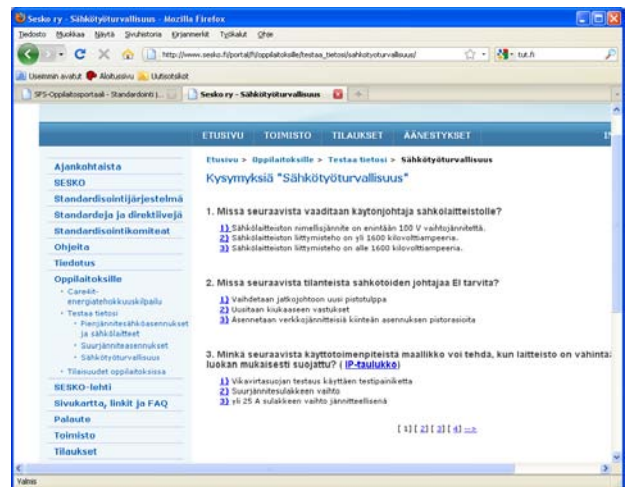 Sesko ry - Sähkötyöturvallisuus - Mozilla Firefox
Tiedosto Muokkaa Näytä Sivuhistoria Kirjanmerkit Työkalut Ohje
http://www.sesko.fi/portal/fi/oppilaitoksille/testaa_tietosi/sahkotyoturvallisuus/
tut.fi
Useimmin avatut Aloitussivu Uutisotsikot
SFS-Oppilaitosportaali - Standardointi |...
Sesko ry - Sähkötyöturvallisuus
ETUSIVU TOIMISTO TILAUKSET ÄÄNESTYKSET
Etusivu > Oppilaitoksille > Testaa tietosi > Sähkötyöturvallisuus
Kysymyksiä "Sähkötyöturvallisuus"
Ajankohtaista
SESKO
Standardisointijärjestelmä
Standardeja ja direktiivejä
Standardisointikomiteat
Ohjeita
Tiedotus
Oppilaitoksille
energiatehokkuuskilpailu
Testaa tietosi
Pienjännitesähköasennukset
ja sähkölaitteet
Suurjänniteasennukset
Sähkötyöturvallisuus
Tilaisuudet oppilaitoksissa
SESKO-lehti
Sivukartta, linkit ja FAQ
Palaute
Toimisto
Tilaukset
1. Missä seuraavista vaaditaan käytönjohtaja sähkölaitteistolle?
1) Sähkölaitteiston nimellisjännite on enintään 100 V vaihtojännitettä.
2) Sähkölaitteiston liittymisteho on yli 1600 kilovolttiampeeria.
3) Sähkölaitteiston liittymisteho on alle 1600 kilovolttiampeeria.
2. Missä seuraavista tilanteista sähkötöiden johtajaa EI tarvita?
1) Vaihdetaan jatkojohtoon uusi pistotulppa
2) Uusitaan kiukaaseen vastukset
3) Asennetaan verkkojännitteisiä kiinteän asennuksen pistorasioita
3. Minkä seuraavista käyttötoimenpiteistä maallikko voi tehdä, kun laitteisto on vähintä
luokan mukaisesti suojattu? ( IP-taulukko)
1) Vikavirtasuojan testaus käyttäen testipainiketta
2) Suurjännitesulakkeen vaihto
3) yli 25 A sulakkeen vaihto jännitteellisenä
[ 1] [ 2] [ 3] [ 4] -->
Valmis